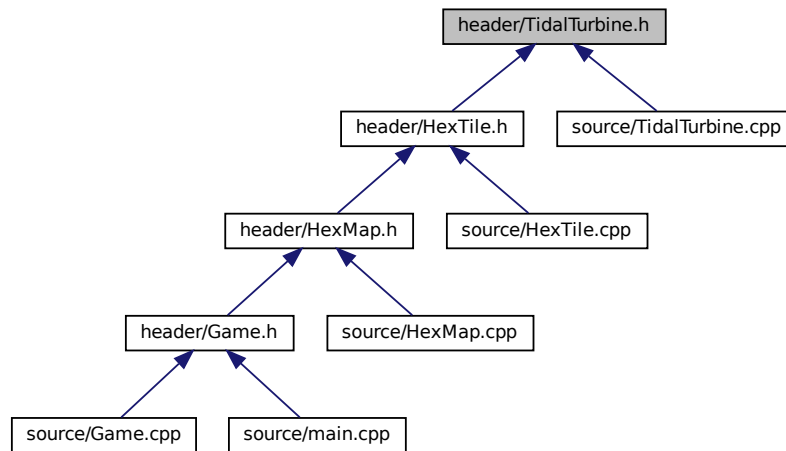 header/TidalTurbine.h
header/HexTile.h
source/TidalTurbine.cpp
header/HexMap.h
source/HexTile.cpp
header/Game.h
source/HexMap.cpp
source/Game.cpp
source/main.cpp